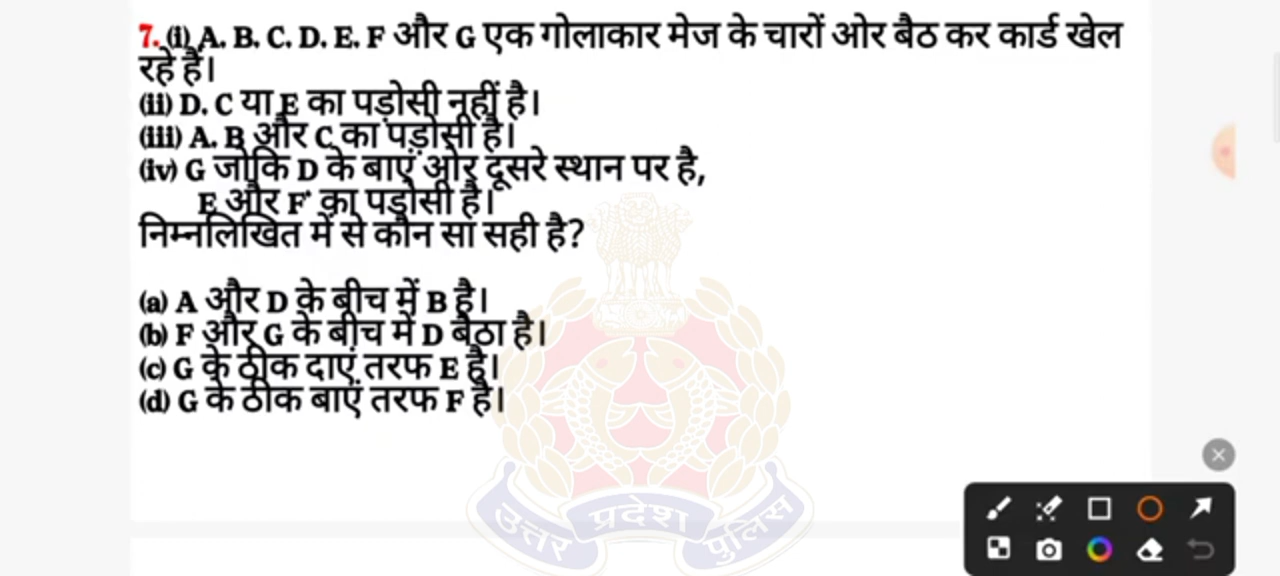 7. (i) A. B. C. D. E. F और G एक गोलाकार मेज के चारों ओर बैठ कर कार्ड खेल
रहे है।
(ii) D. C या E का पड़ोसी नहीं है।
(iii) A. B और C का पड़ोसी है।
(iv) G जोकि D के बाएं ओर दूसरे स्थान पर है,
E और F का पड़ोसी है।
निम्नलिखित में से कौन सा सही है?
(a) A और D के बीच में B है।
(b) F और G के बीच में D बैठा है।
(c) G के ठीक दाएं तरफ E है।
(d) G के ठीक बाएं तरफ F है।
उत्तर प्रदेश पुलिस